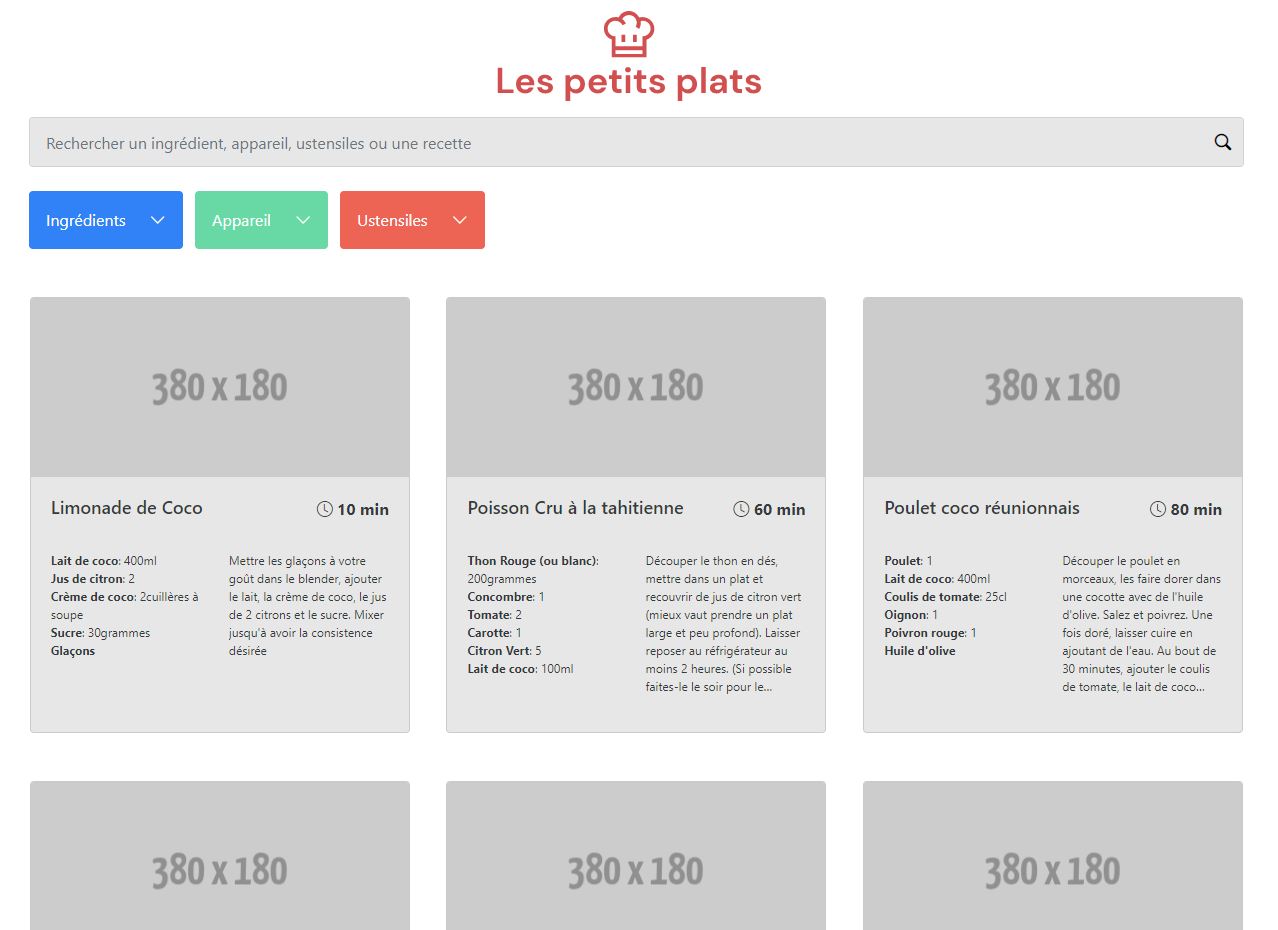 Les petits plats
Rechercher un ingrédient, appareil, ustensiles ou une recette
Ingrédients
Appareil
Ustensiles
380 x 180
380 x 180
380 x 180
Limonade de Coco
10 min
Lait de coco: 400ml
Jus de citron: 2
Crème de coco: 2cuillères à
soupe
Sucre: 30grammes
Glaçons
Mettre les glaçons à votre
goût dans le blender, ajouter
le lait, la crème de coco, le jus
de 2 citrons et le sucre. Mixer
jusqu'à avoir la consistence
désirée
Poisson Cru à la tahitienne
60 min
Thon Rouge (ou blanc):
200grammes
Concombre: 1
Tomate: 2
Carotte: 1
Citron Vert: 5
Lait de coco: 100ml
Découper le thon en dés,
mettre dans un plat et
recouvrir de jus de citron vert
(mieux vaut prendre un plat
large et peu profond). Laisser
reposer au réfrigérateur au
moins 2 heures. (Si possible
faites-le le soir pour le...
Poulet coco réunionnais
80 min
Poulet: 1
Lait de coco: 400ml
Coulis de tomate: 25cl
Oignon: 1
Poivron rouge: 1
Huile d'olive
Découper le poulet en
morceaux, les faire dorer dans
une cocotte avec de l'huile
d'olive. Salez et poivrez. Une
fois doré, laisser cuire en
ajoutant de l'eau. Au bout de
30 minutes, ajouter le coulis
de tomate, le lait de coco...
380 x 180
380 x 180
380 x 180